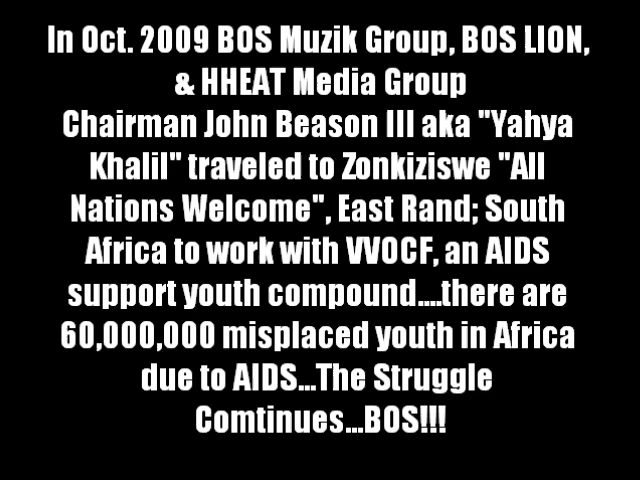 In Oct. 2009 BOS Muzik Group, BOS LION,
& HHEAT Media Group
Chairman John Beason III aka "Yahya
Khalil" traveled to Zonkiziswe "All
Nations Welcome", East Rand; South
Africa to work with VVOCF, an AIDS
support youth compound....there are
60,000,000 misplaced youth in Africa
due to AIDS...The Struggle
Comtinues...BOS!!!